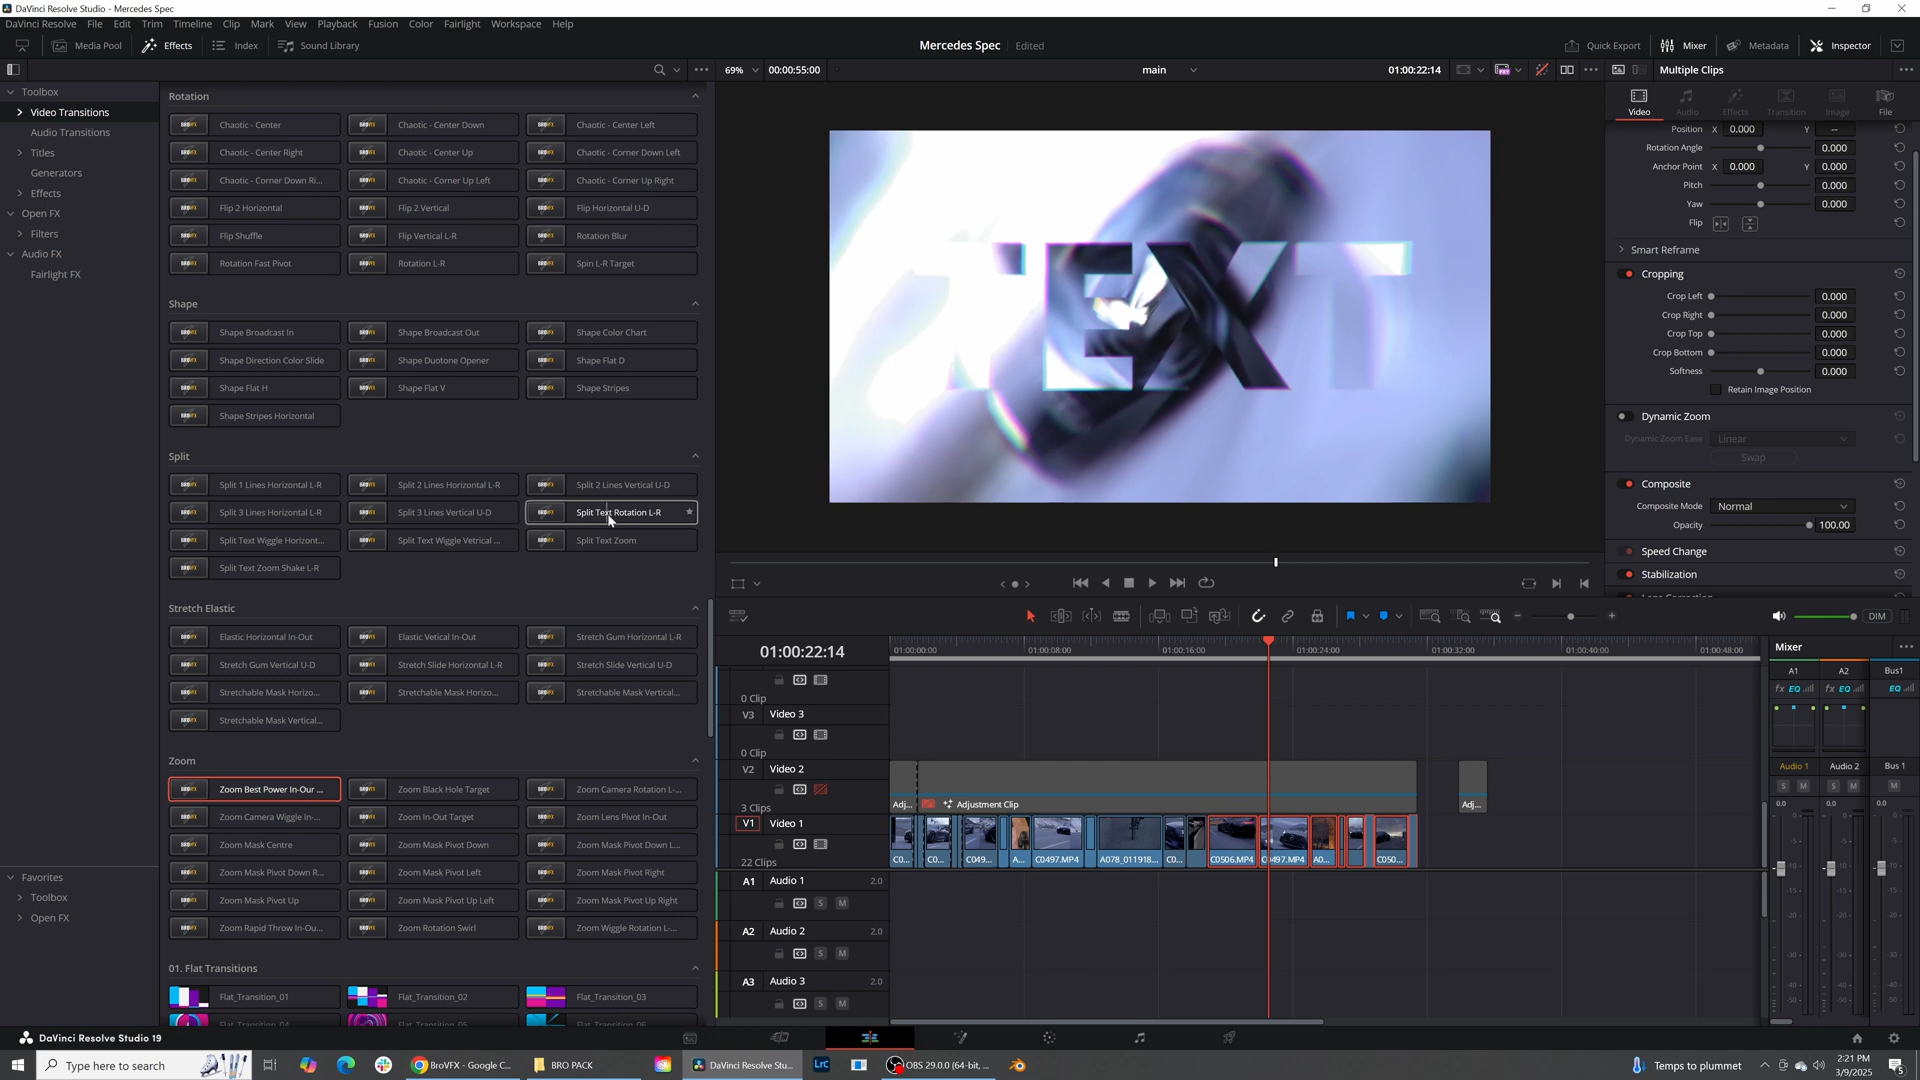 DaVinci Resolve Studio - Mercedes Spec
DaVinci Resolve File Edit Trim Timeline Clip Mark View Playback Fusion Color Fairlight Workspace Help
Media Pool Effects Index Sound Library Mercedes Spec Edited Quick Export Mixer Metadata Inspector
69% 00:00:55:00 main 01:00:22:14 Multiple Clips
Toolbox
Video Transitions
Audio Transitions
Titles
Generators
Effects
Open FX
Filters
Audio FX
Fairlight FX
Favorites
Toolbox
Open FX
Rotation
Chaotic - Center Chaotic - Center Down Chaotic - Center Left
Chaotic - Center Right Chaotic - Center Up Chaotic - Corner Down Left
Chaotic - Corner Down Ri... Chaotic - Corner Up Left Chaotic - Corner Up Right
Flip 2 Horizontal Flip 2 Vertical Flip Horizontal U-D
Flip Shuffle Flip Vertical L-R Rotation Blur
Rotation Fast Pivot Rotation L-R Spin L-R Target
Shape
Shape Broadcast In Shape Broadcast Out Shape Color Chart
Shape Direction Color Slide Shape Duotone Opener Shape Flat D
Shape Flat H Shape Flat V Shape Stripes
Shape Stripes Horizontal
Split
Split 1 Lines Horizontal L-R Split 2 Lines Horizontal L-R Split 2 Lines Vertical U-D
Split 3 Lines Horizontal L-R Split 3 Lines Vertical U-D Split Text Rotation L-R
Split Text Wiggle Horizont... Split Text Wiggle Vetrical ... Split Text Zoom
Split Text Zoom Shake L-R
Stretch Elastic
Elastic Horizontal In-Out Elastic Vetical In-Out Stretch Gum Horizontal L-R
Stretch Gum Vertical U-D Stretch Slide Horizontal L-R Stretch Slide Vertical U-D
Stretchable Mask Horizo... Stretchable Mask Horizo... Stretchable Mask Vertical...
Stretchable Mask Vertical...
Zoom
Zoom Best Power In-Our ... Zoom Black Hole Target Zoom Camera Rotation L-...
Zoom Camera Wiggle In-... Zoom In-Out Target Zoom Lens Pivot In-Out
Zoom Mask Centre Zoom Mask Pivot Down Zoom Mask Pivot Down L...
Zoom Mask Pivot Down R... Zoom Mask Pivot Left Zoom Mask Pivot Right
Zoom Mask Pivot Up Zoom Mask Pivot Up Left Zoom Mask Pivot Up Right
Zoom Rapid Throw In-Ou... Zoom Rotation Swirl Zoom Wiggle Rotation L-...
01. Flat Transitions
Flat_Transition_01 Flat_Transition_02 Flat_Transition_03
TEXT
Video Audio Effects Transition Image File
Position X 0.000 Y --
Rotation Angle 0.000
Anchor Point X 0.000 Y 0.000
Pitch 0.000
Yaw 0.000
Flip
Smart Reframe
Cropping
Crop Left 0.000
Crop Right 0.000
Crop Top 0.000
Crop Bottom 0.000
Softness 0.000
Retain Image Position
Dynamic Zoom
Dynamic Zoom Ease Linear
Swap
Composite
Composite Mode Normal
Opacity 100.00
Speed Change
Stabilization
DIM
01:00:22:14 01:00:00:00 01:00:08:00 01:00:16:00 01:00:24:00 01:00:32:00 01:00:40:00 01:00:48:00
0 Clip
V3 Video 3
0 Clip
V2 Video 2
3 Clips Adj... Adjustment Clip Adj...
V1 Video 1
22 Clips C0... C0... C049... A... C0497.MP4 A078_011918... C0... C0506.MP4 C0497.MP4 A0... C050...
A1 Audio 1 2.0
S M
A2 Audio 2 2.0
S M
A3 Audio 3 2.0
S M
Mixer
A1 A2 Bus1
fx EQ fx EQ EQ
Audio 1 Audio 2 Bus 1
S M S M M
0.0 0.0 0.0
DaVinci Resolve Studio 19
Type here to search BroVFX - Google C... BRO PACK DaVinci Resolve Stu... LrC OBS 29.0.0 (64-bit, ... Temps to plummet 2:21 PM
3/9/2025